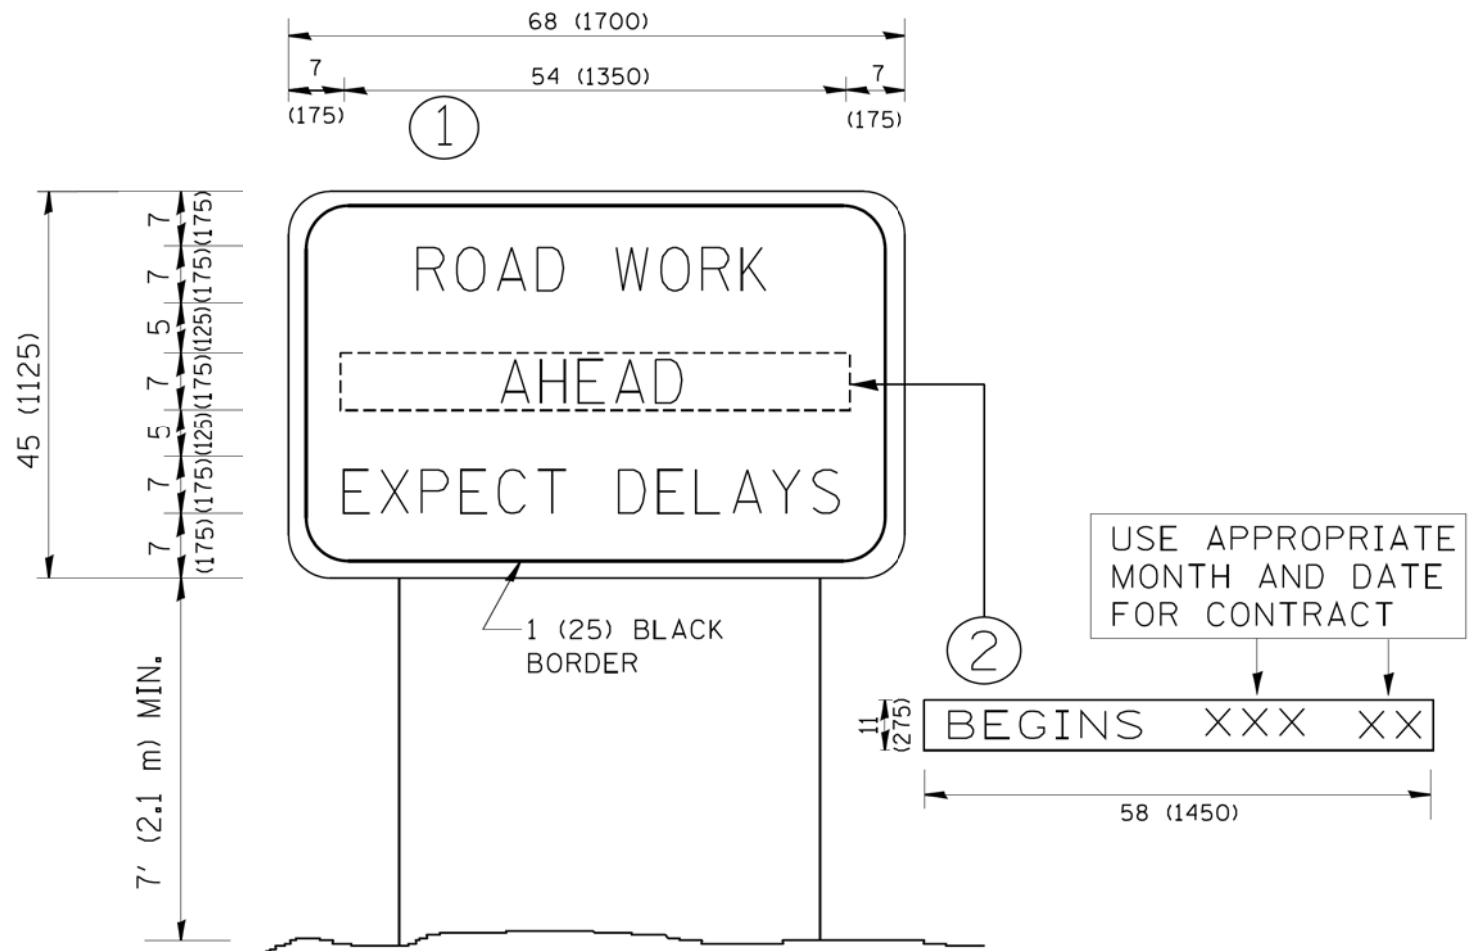 68 (1700)
7
54 (1350)
7
(175)
(175)
1
45 (1125)
7 (175)
7 (175)
5 (125)
7 (175)
5 (125)
7 (175)
7 (175)
ROAD WORK
AHEAD
EXPECT DELAYS
1 (25) BLACK
BORDER
7' (2.1 m) MIN.
2
USE APPROPRIATE
MONTH AND DATE
FOR CONTRACT
11
(275)
BEGINS XXX XX
58 (1450)